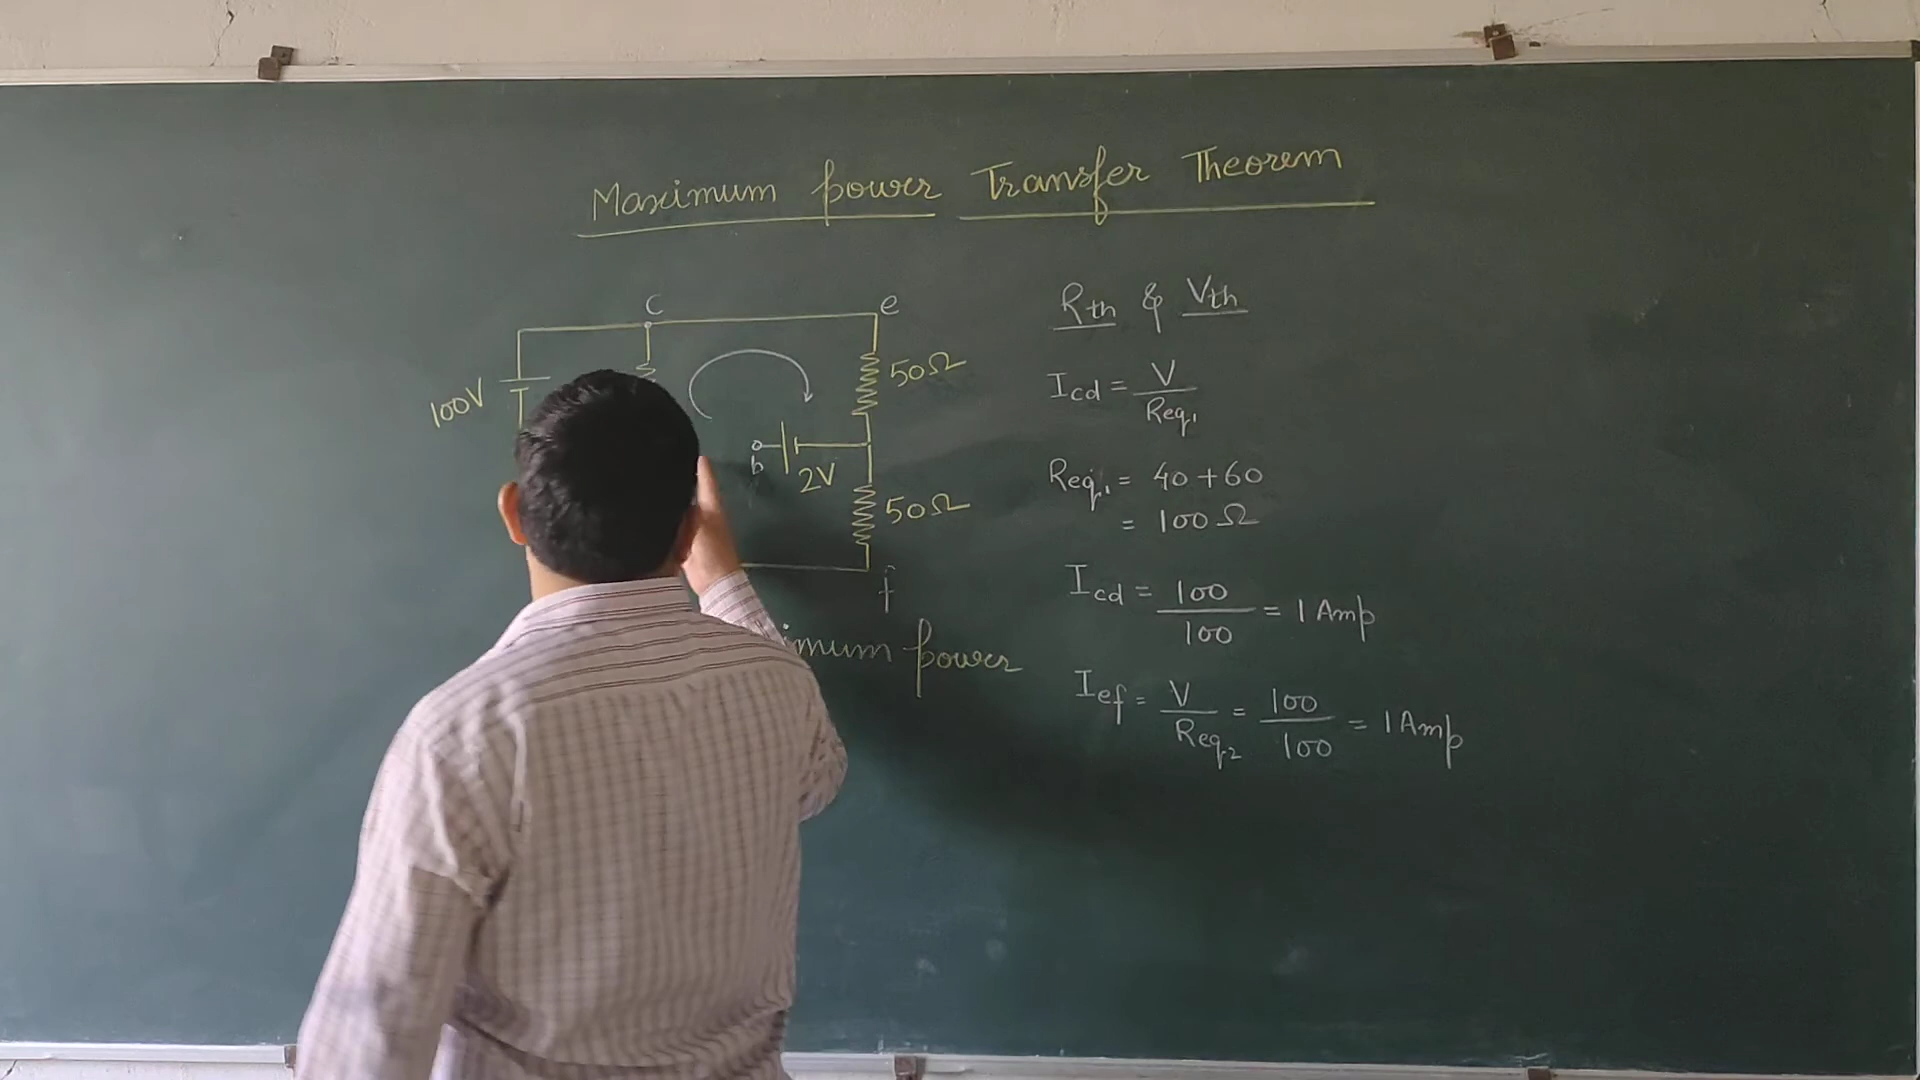 Maximum power Transfer Theorem
c
e
100V
50Ω
b
2V
50Ω
f
power
Rth & Vth
Icd = V / Req1
Req1 = 40 + 60
= 100 Ω
Icd = 100 / 100 = 1 Amp
Ief = V / Req2 = 100 / 100 = 1 Amp